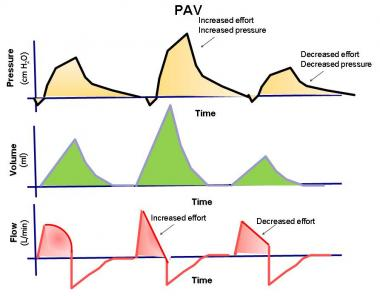 PAV
Increased effort
Increased pressure
Decreased effort
Decreased pressure
Pressure
(cm H₂O)
Time
Volume
(ml)
Time
Increased effort
Decreased effort
Flow
(L/min)
Time